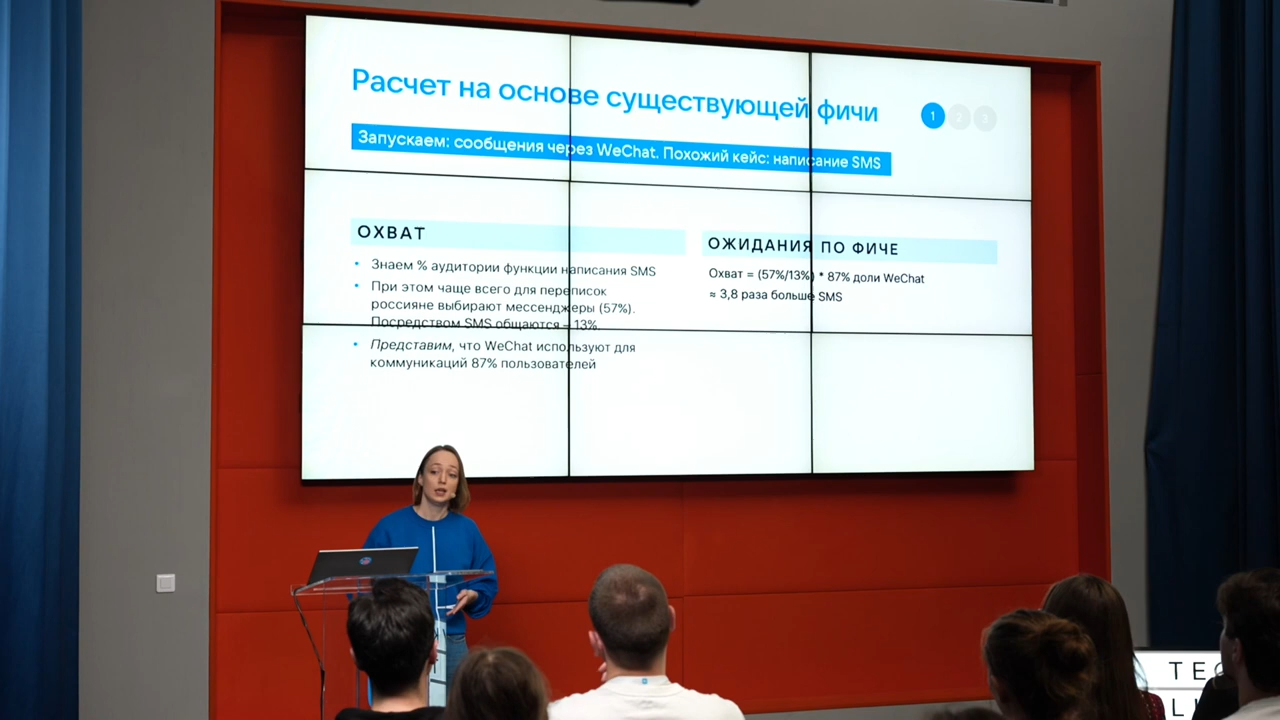 Расчет на основе существующей фичи
1 2 3
Запускаем: сообщения через WeChat. Похожий кейс: написание SMS
ОХВАТ
• Знаем % аудитории функции написания SMS
• При этом чаще всего для переписок
россияне выбирают мессенджеры (57%).
Посредством SMS общаются – 13%.
• Представим, что WeChat используют для
коммуникаций 87% пользователей
ОЖИДАНИЯ ПО ФИЧЕ
Охват = (57%/13%) * 87% доли WeChat
≈ 3,8 раза больше SMS